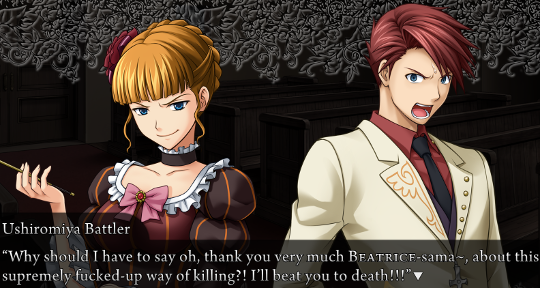 Ushiromiya Battler
“Why should I have to say oh, thank you very much BEATRICE-sama~, about this
supremely fucked-up way of killing?! I’ll beat you to death!!!”▼